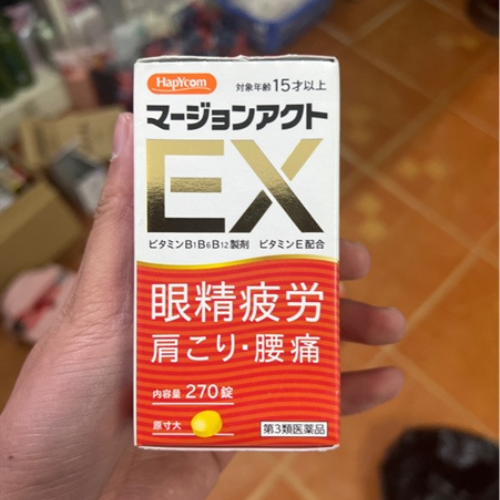 HapYcom
対象年齢15才以上
マージョンアクト
EX
ビタミンB1B6B12製剤 ビタミンE配合
眼精疲労
肩こり・腰痛
内容量 270錠
原寸大
第3類医薬品